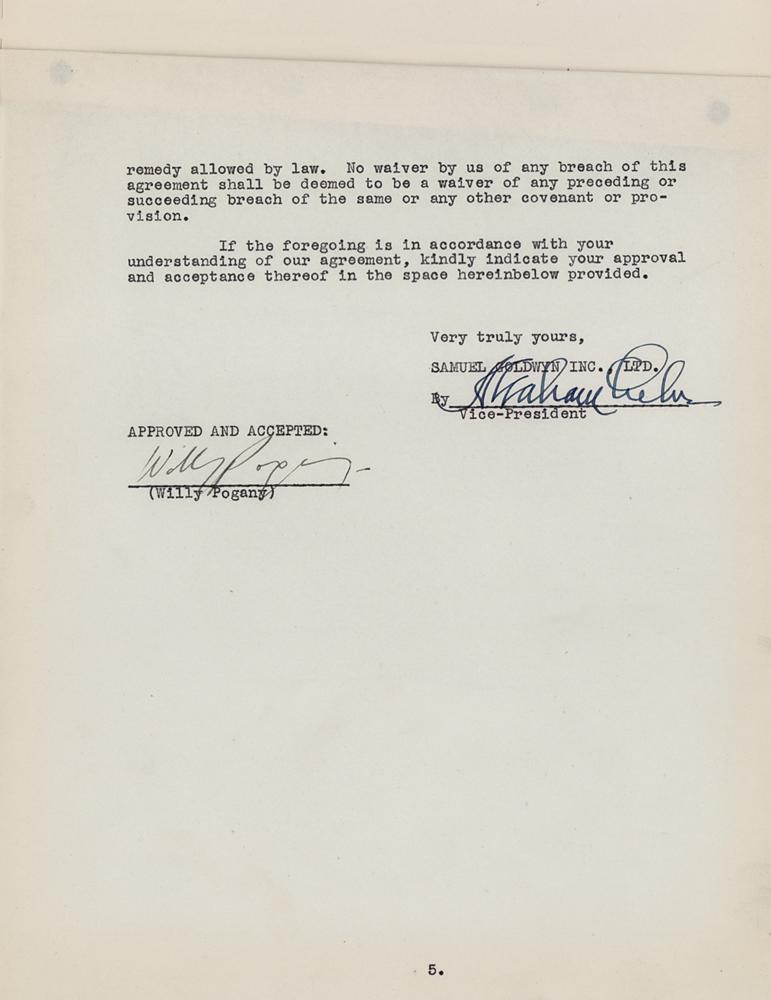 remedy allowed by law. No waiver by us of any breach of this
agreement shall be deemed to be a waiver of any preceding or
succeeding breach of the same or any other covenant or pro-
vision.
If the foregoing is in accordance with your
understanding of our agreement, kindly indicate your approval
and acceptance thereof in the space hereinbelow provided.
Very truly yours,
SAMUEL GOLDWYN INC., LTD.
By Abraham
Vice-President
APPROVED AND ACCEPTED:
Willy Pogany
(Willy Pogany)
5.